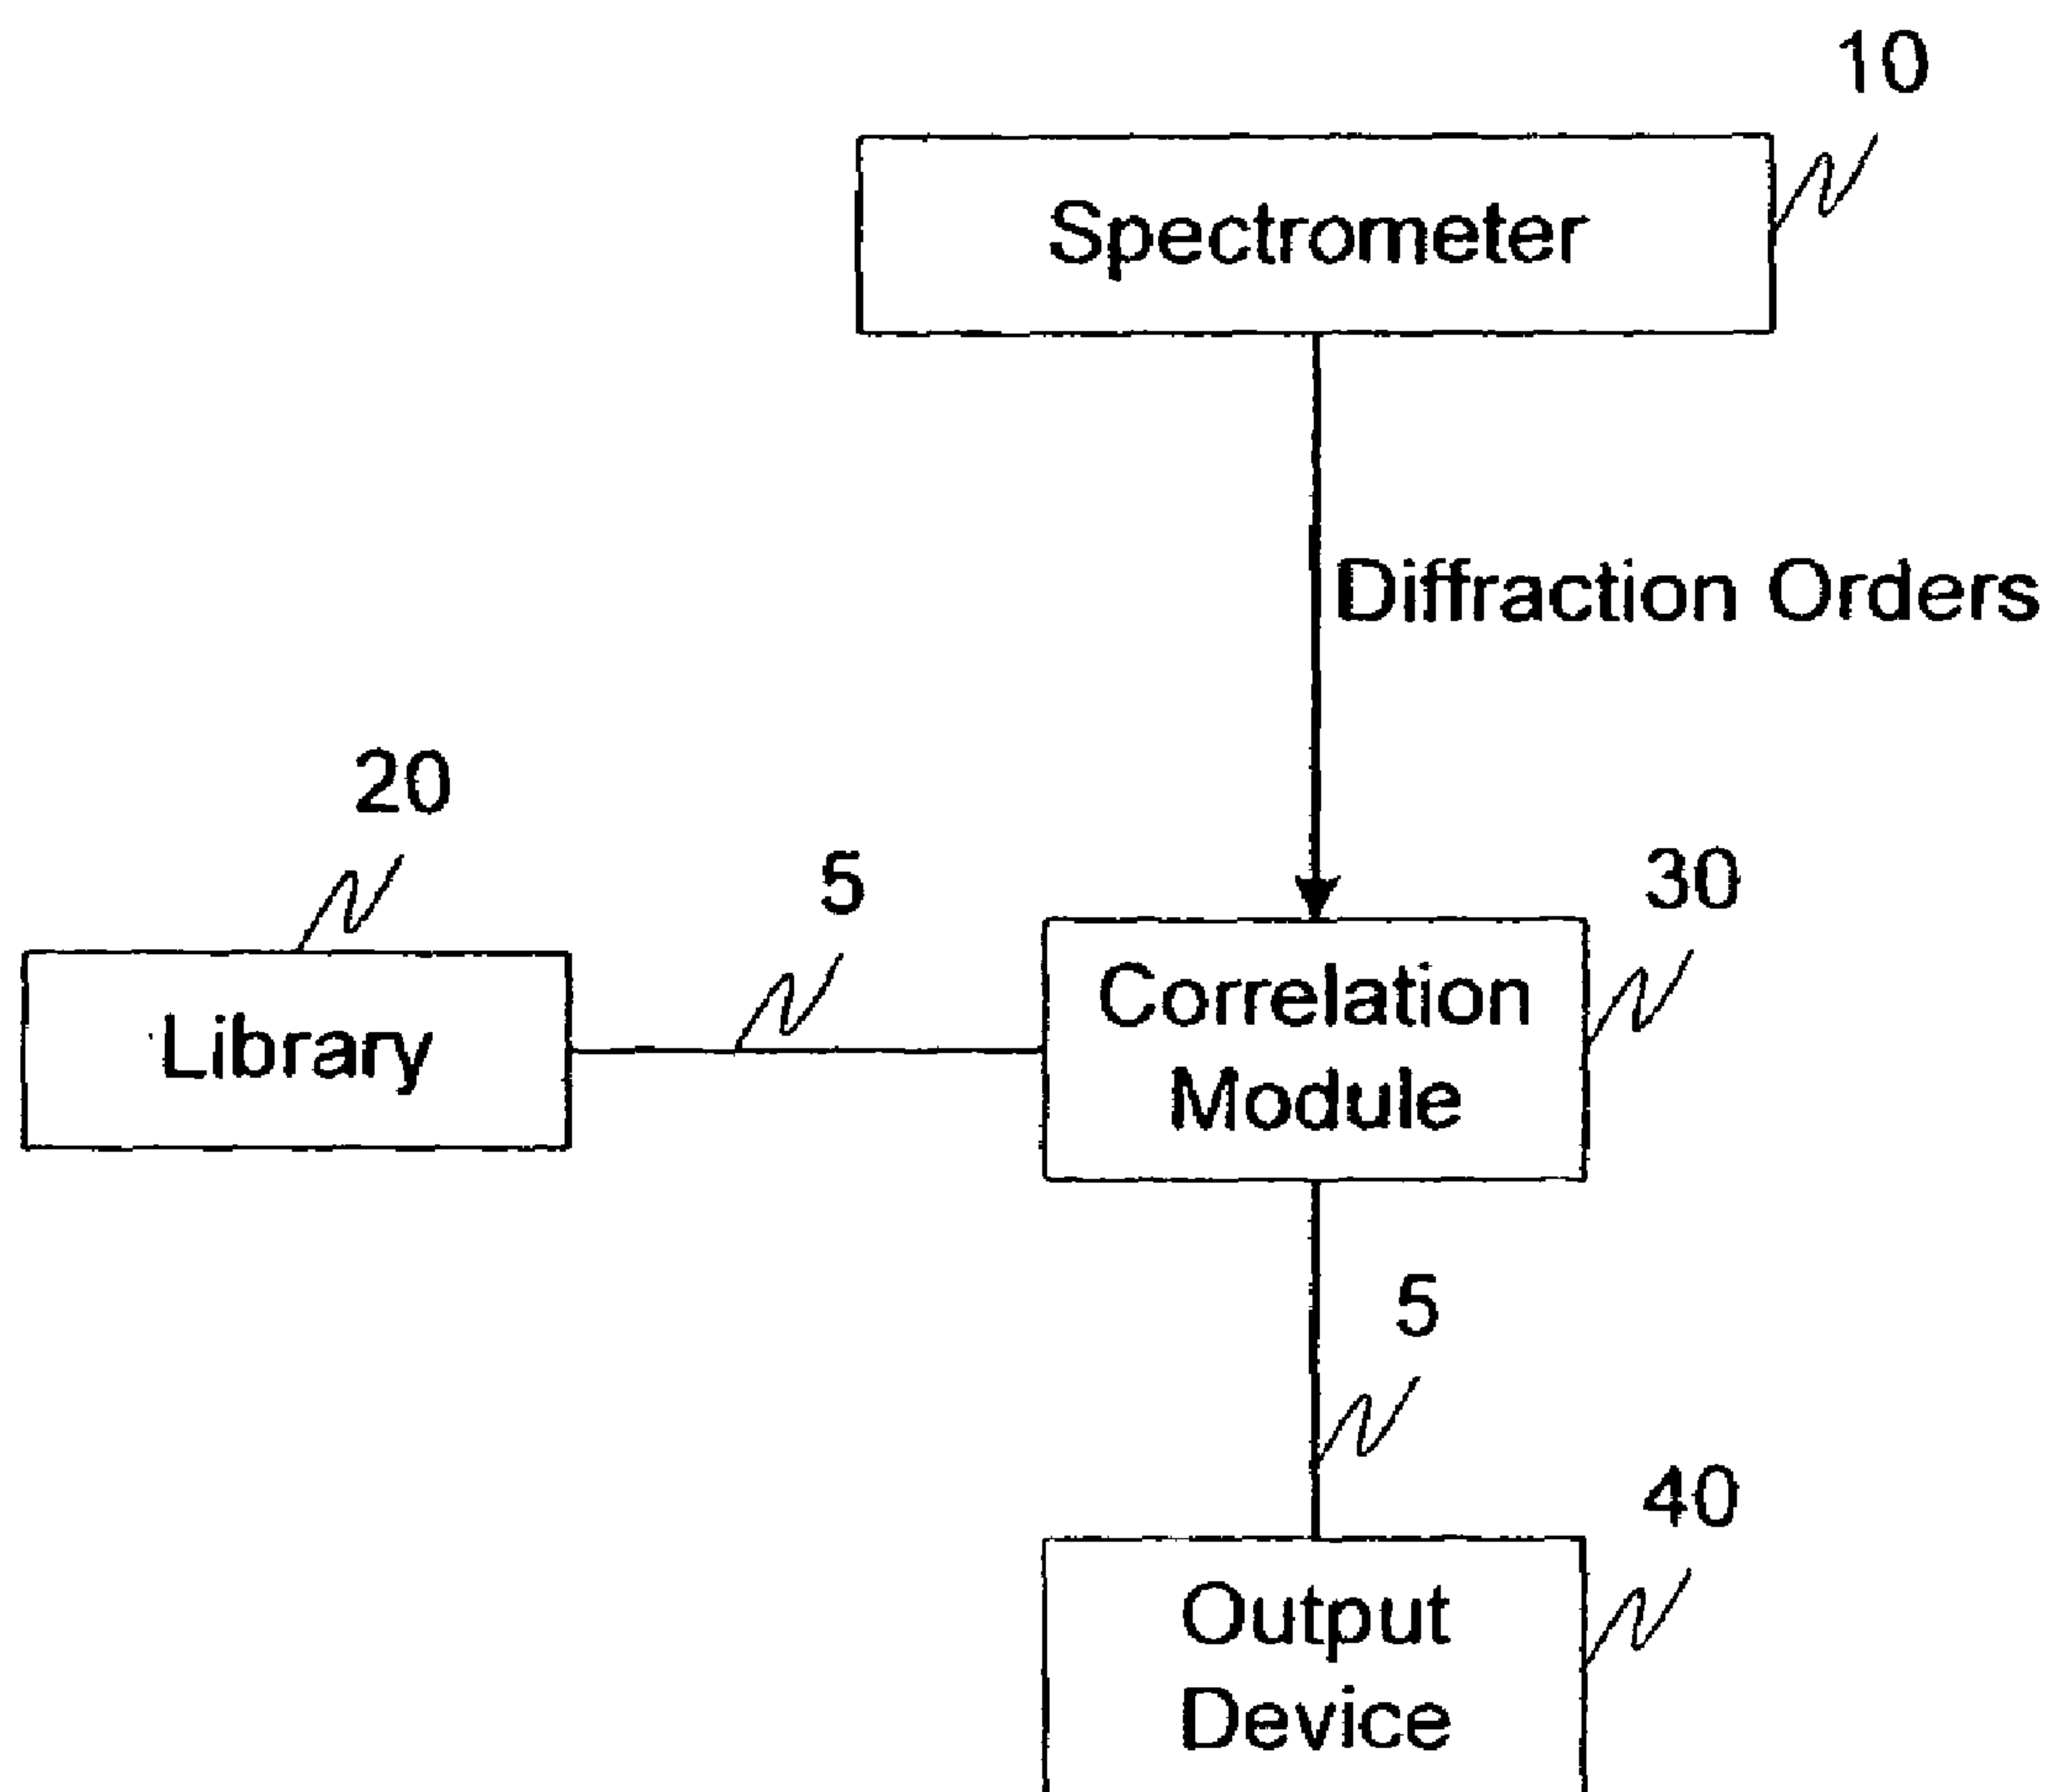 10
Spectrometer
Diffraction Orders
20
5
30
Library
Correlation
Module
5
40
Output
Device